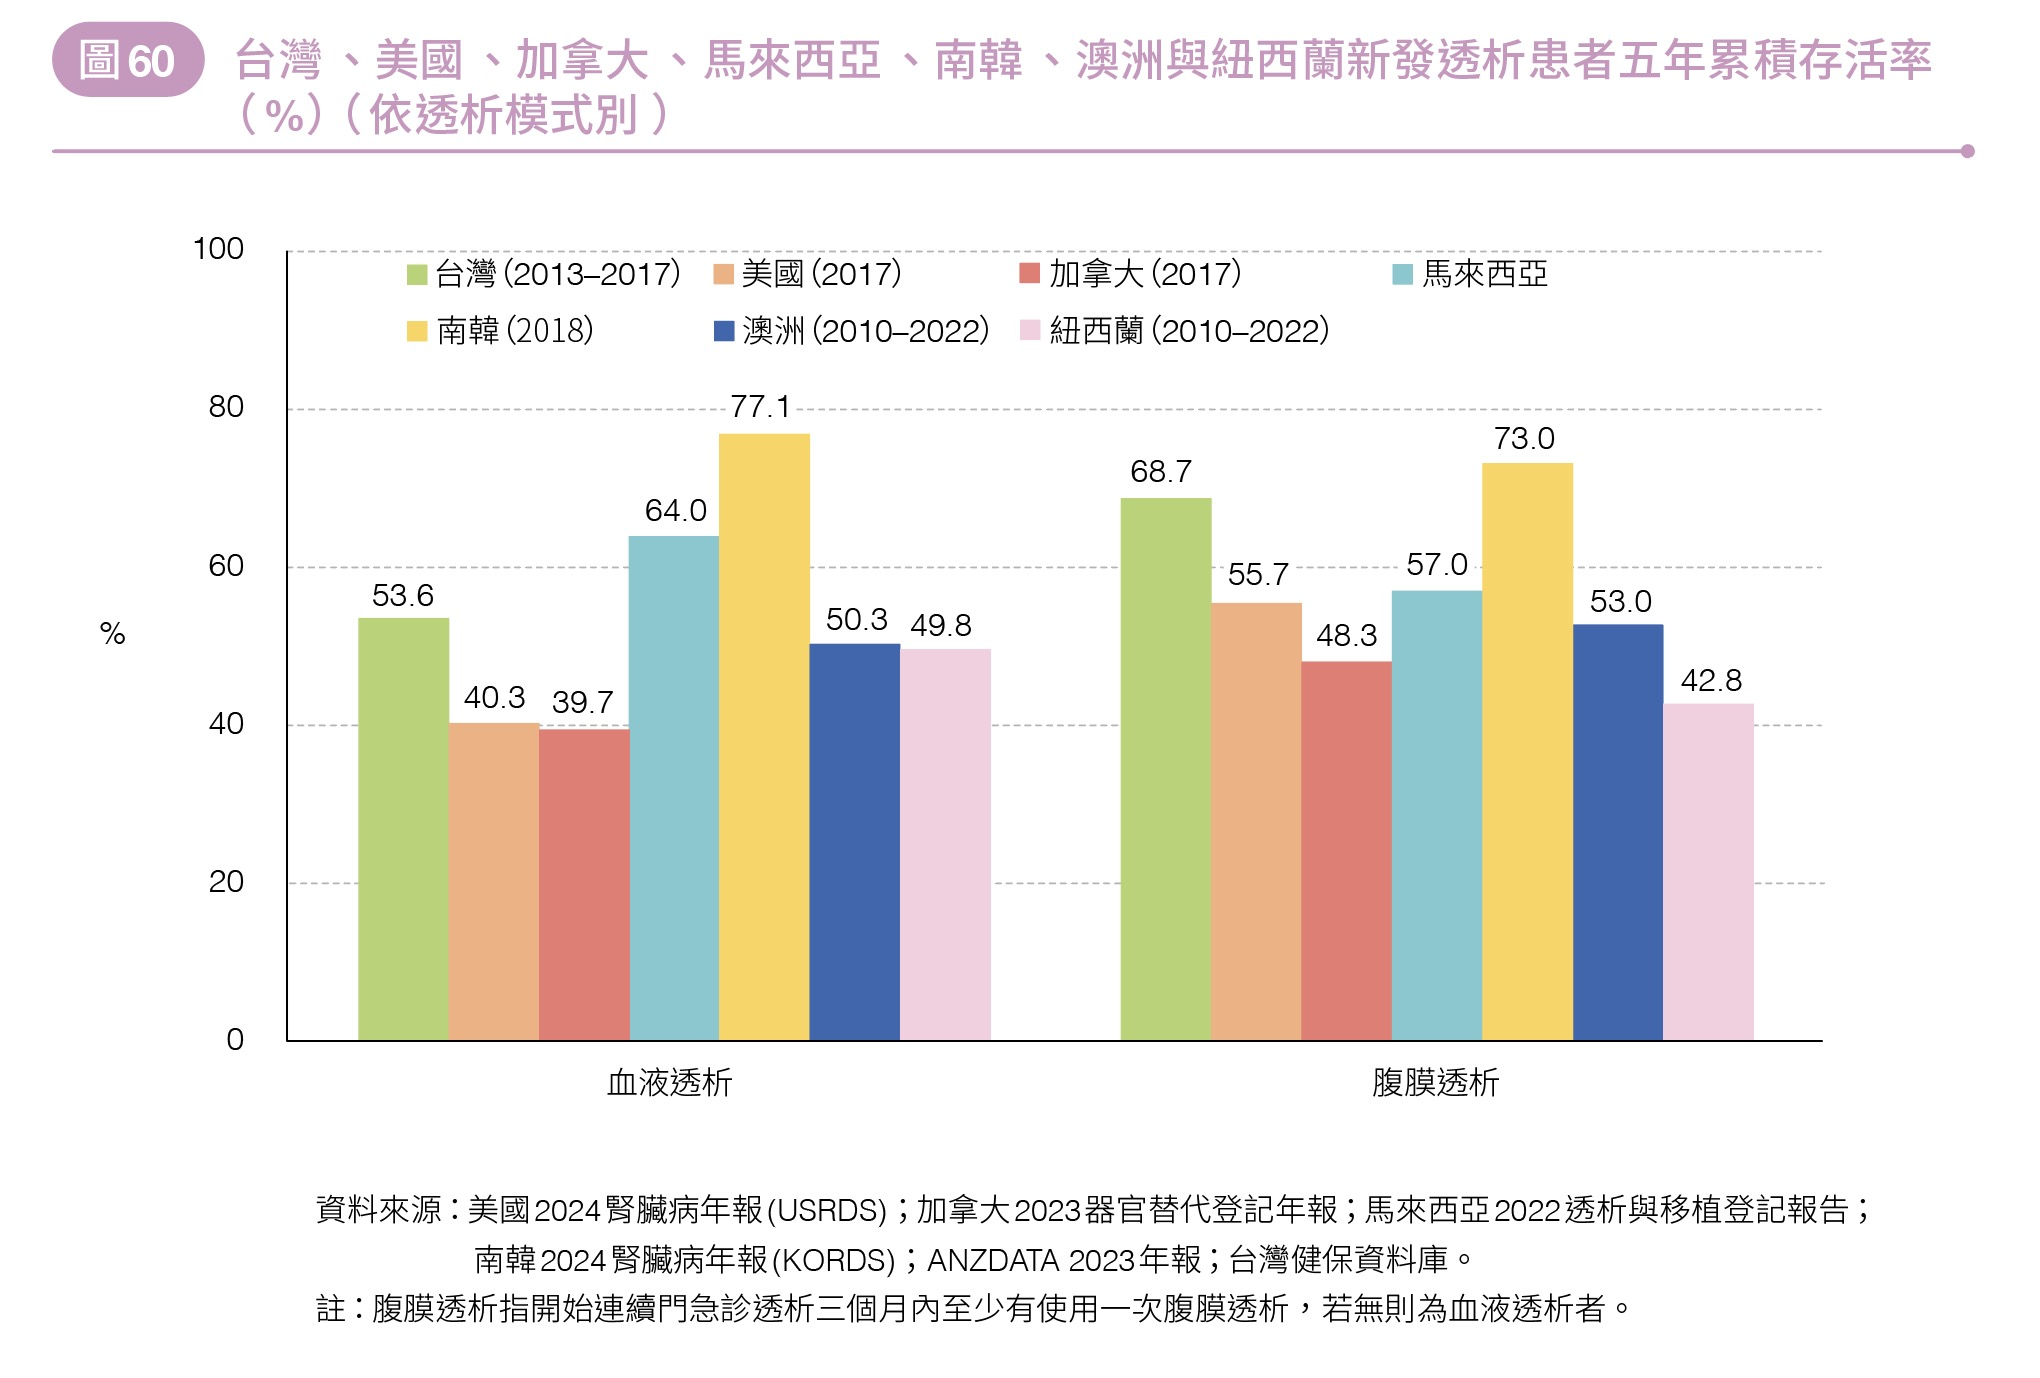 圖60 台灣、美國、加拿大、馬來西亞、南韓、澳洲與紐西蘭新發透析患者五年累積存活率
（%）（依透析模式別）
100
台灣（2013–2017） 美國（2017） 加拿大（2017） 馬來西亞
南韓（2018） 澳洲（2010–2022） 紐西蘭（2010–2022）
80
60
40
20
0
%
53.6 40.3 39.7 64.0 77.1 50.3 49.8
68.7 55.7 48.3 57.0 73.0 53.0 42.8
血液透析 腹膜透析
資料來源：美國2024腎臟病年報(USRDS)；加拿大2023器官替代登記年報；馬來西亞2022透析與移植登記報告；
南韓2024腎臟病年報(KORDS)；ANZDATA 2023年報；台灣健保資料庫。
註：腹膜透析指開始連續門急診透析三個月內至少有使用一次腹膜透析，若無則為血液透析者。